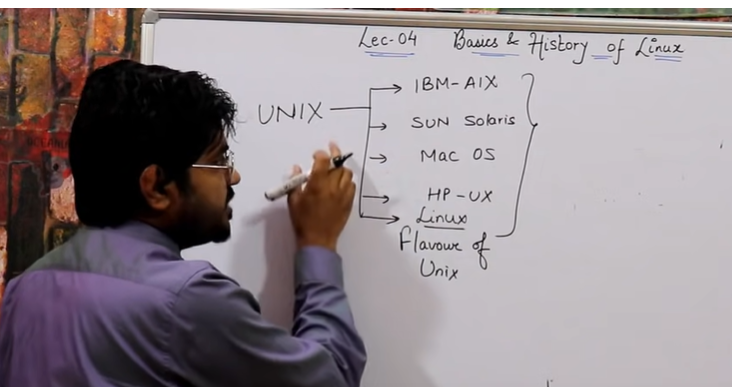 Lec-04 Basics & History of Linux
UNIX
IBM-AIX
SUN Solaris
Mac OS
HP-UX
Linux
Flavour of
Unix